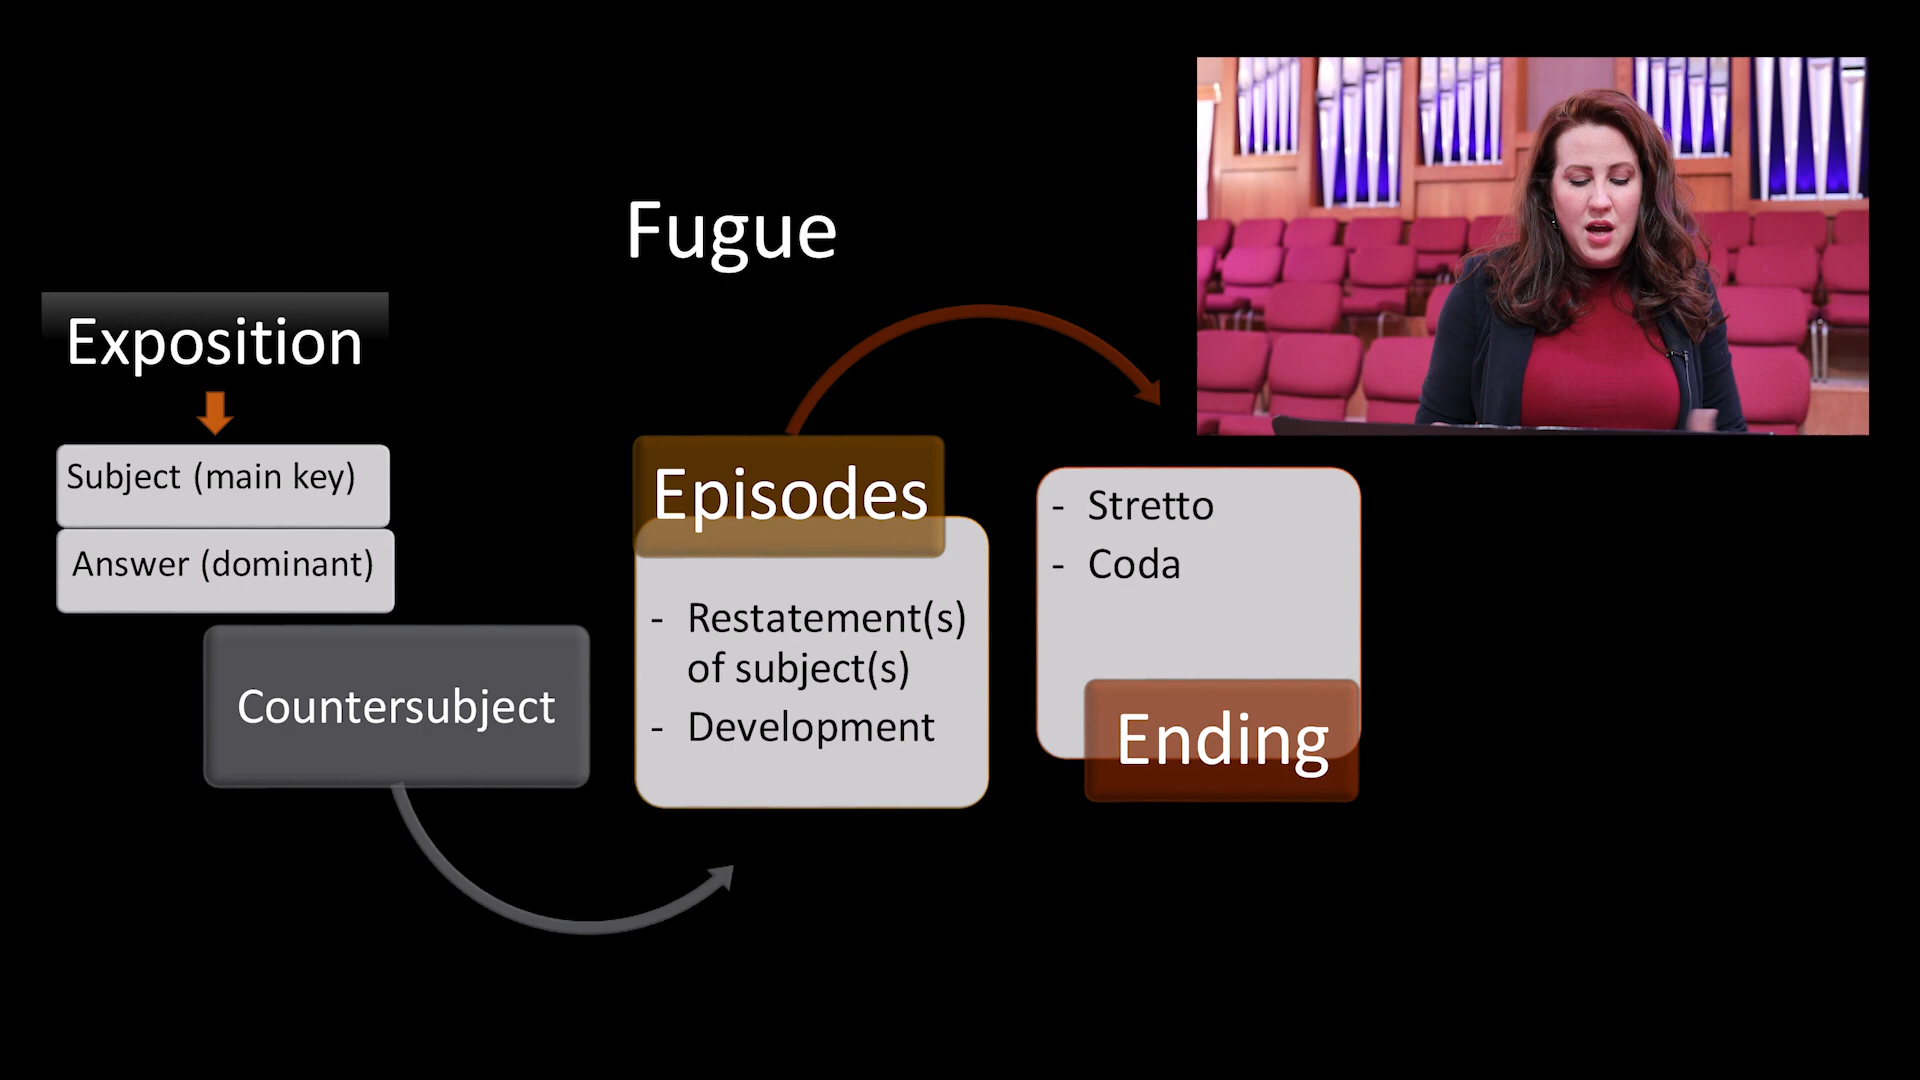 Fugue
Exposition
Subject (main key)
Answer (dominant)
Countersubject
Episodes
- Restatement(s)
of subject(s)
- Development
- Stretto
- Coda
Ending